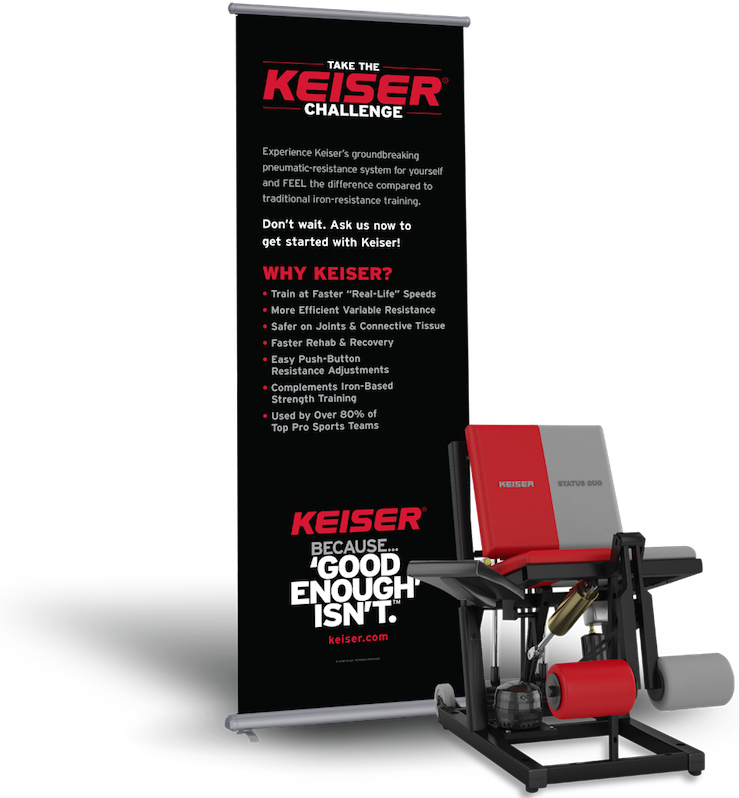 TAKE THE
KEISER®
CHALLENGE
Experience Keiser's groundbreaking
pneumatic-resistance system for yourself
and FEEL the difference compared to
traditional iron-resistance training.
Don't wait. Ask us now to
get started with Keiser!
WHY KEISER?
• Train at Faster "Real-Life" Speeds
• More Efficient Variable Resistance
• Safer on Joints & Connective Tissue
• Faster Rehab & Recovery
• Easy Push-Button
Resistance Adjustments
• Complements Iron-Based
Strength Training
• Used by Over 80% of
Top Pro Sports Teams
KEISER®
BECAUSE...
'GOOD
ENOUGH'
ISN'T.™
keiser.com
KEISER
STATUS DUO